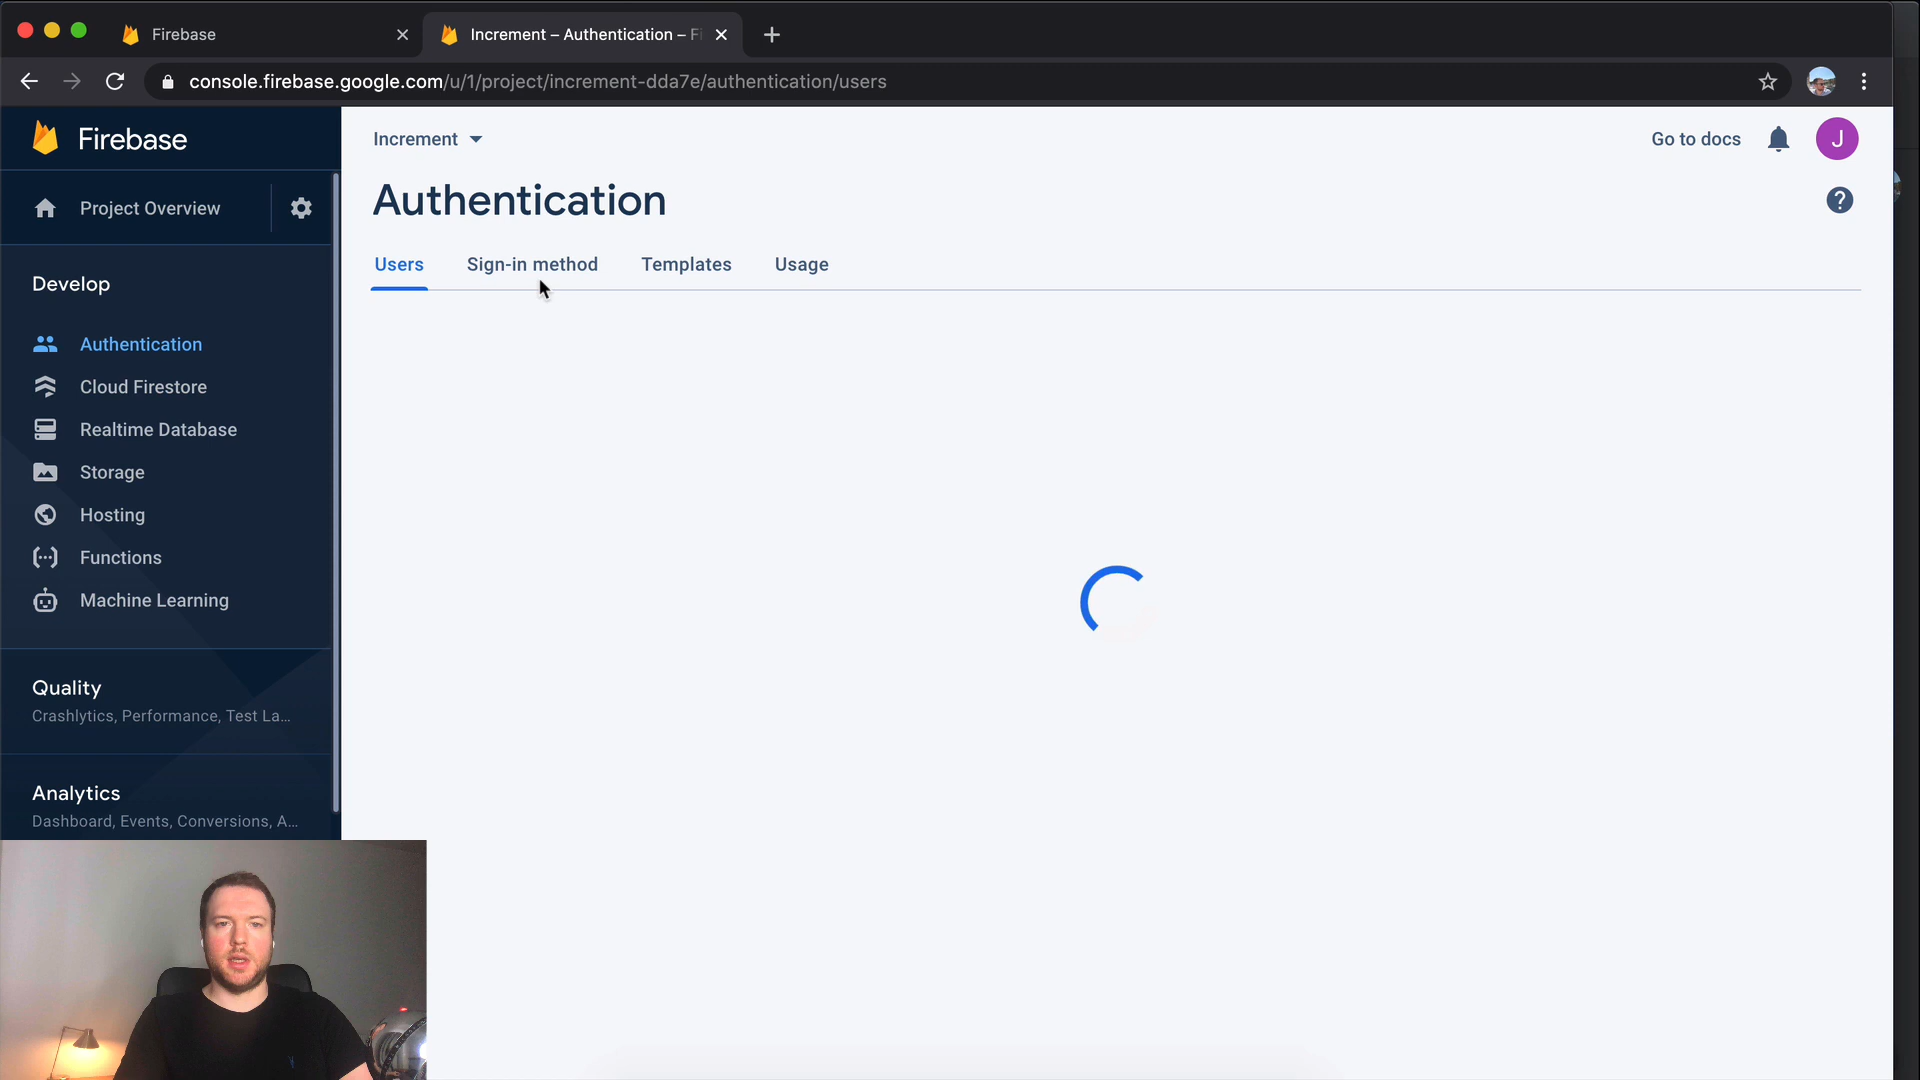 Firebase
Increment – Authentication – F
console.firebase.google.com/u/1/project/increment-dda7e/authentication/users
Firebase
Increment
Go to docs
J
Project Overview
Authentication
?
Users
Sign-in method
Templates
Usage
Develop
Authentication
Cloud Firestore
Realtime Database
Storage
Hosting
Functions
Machine Learning
Quality
Crashlytics, Performance, Test La...
Analytics
Dashboard, Events, Conversions, A...